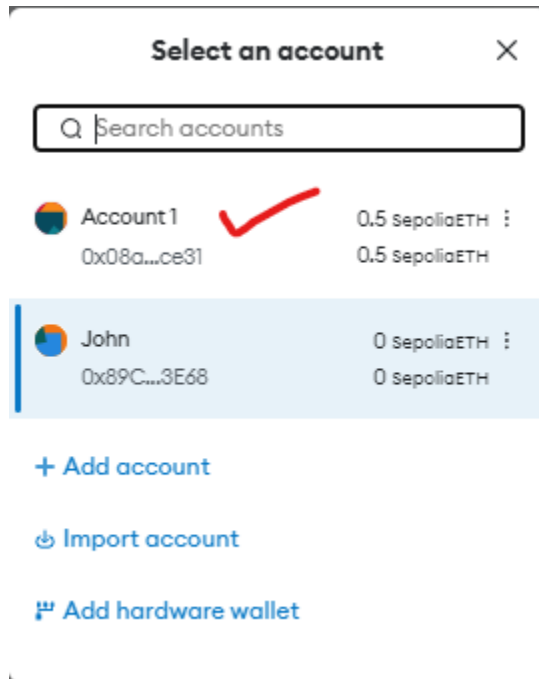 Select an account
Search accounts
Account 1 0.5 SepoliaETH
0x08a...ce31 0.5 SepoliaETH
John 0 SepoliaETH
0x89C...3E68 0 SepoliaETH
+ Add account
Import account
Add hardware wallet